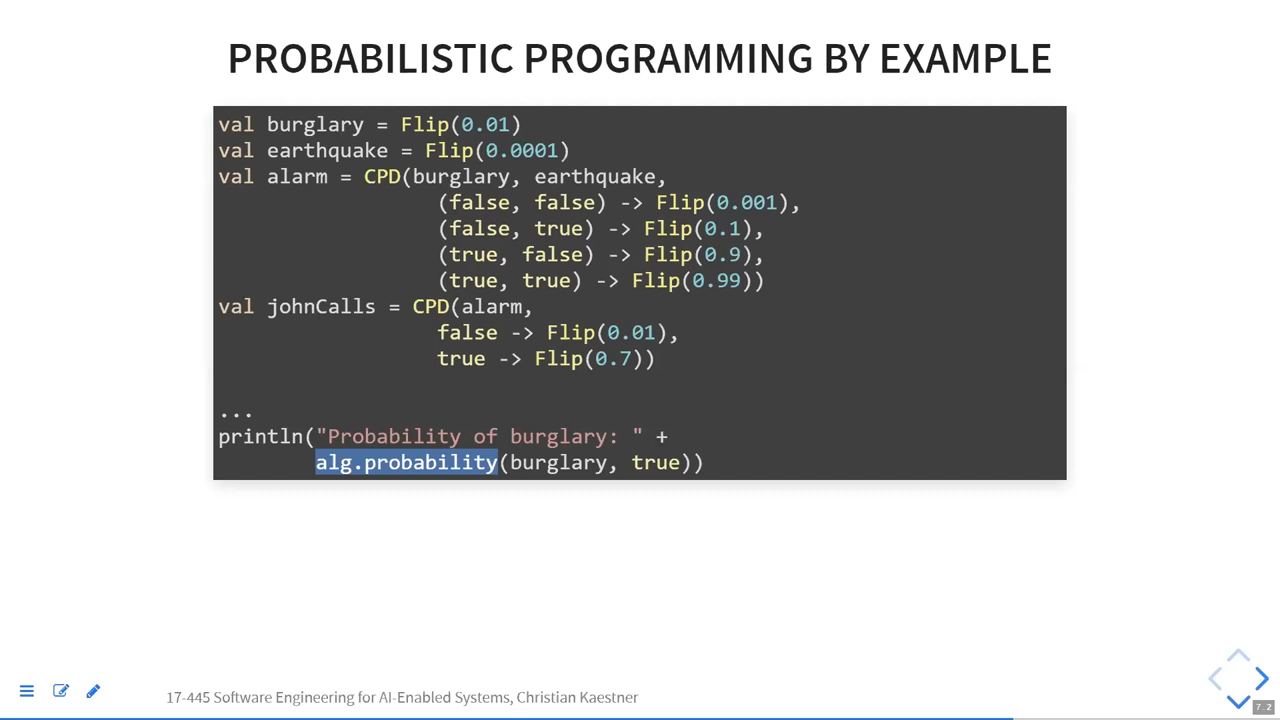 PROBABILISTIC PROGRAMMING BY EXAMPLE
val burglary = Flip(0.01)
val earthquake = Flip(0.0001)
val alarm = CPD(burglary, earthquake,
                  (false, false) -> Flip(0.001),
                  (false, true) -> Flip(0.1),
                  (true, false) -> Flip(0.9),
                  (true, true) -> Flip(0.99))
val johnCalls = CPD(alarm,
                  false -> Flip(0.01),
                  true -> Flip(0.7))
...
println("Probability of burglary: " +
        alg.probability(burglary, true))
17-445 Software Engineering for AI-Enabled Systems, Christian Kaestner
7.2